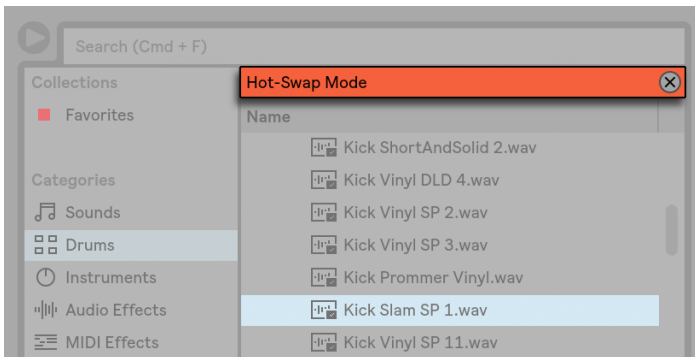 Search (Cmd + F)
Collections
Favorites
Categories
Sounds
Drums
Instruments
Audio Effects
MIDI Effects
Hot-Swap Mode
Name
Kick ShortAndSolid 2.wav
Kick Vinyl DLD 4.wav
Kick Vinyl SP 2.wav
Kick Vinyl SP 3.wav
Kick Prommer Vinyl.wav
Kick Slam SP 1.wav
Kick Vinyl SP 11.wav